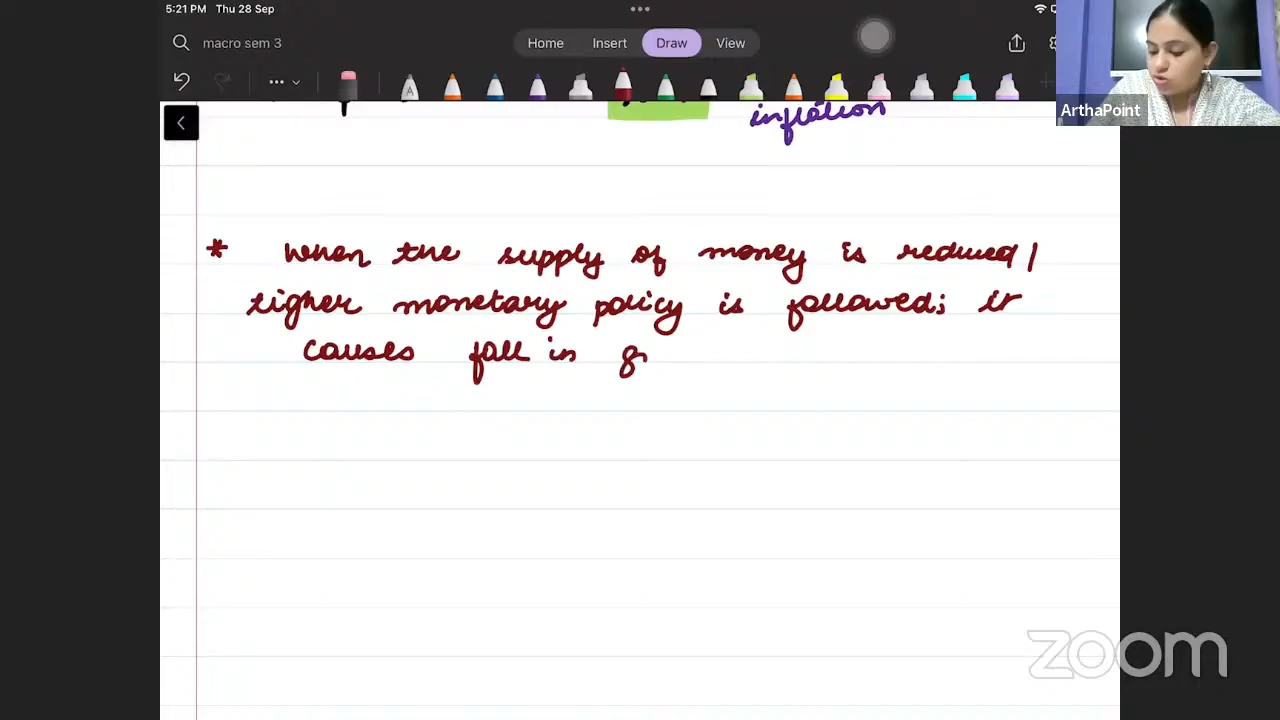 5:21 PM Thu 28 Sep
macro sem 3
Home Insert Draw View
A
ArthaPoint
inflation
* when the supply of money is reduced /
tigher monetary policy is followed; it
causes fall in
zoom